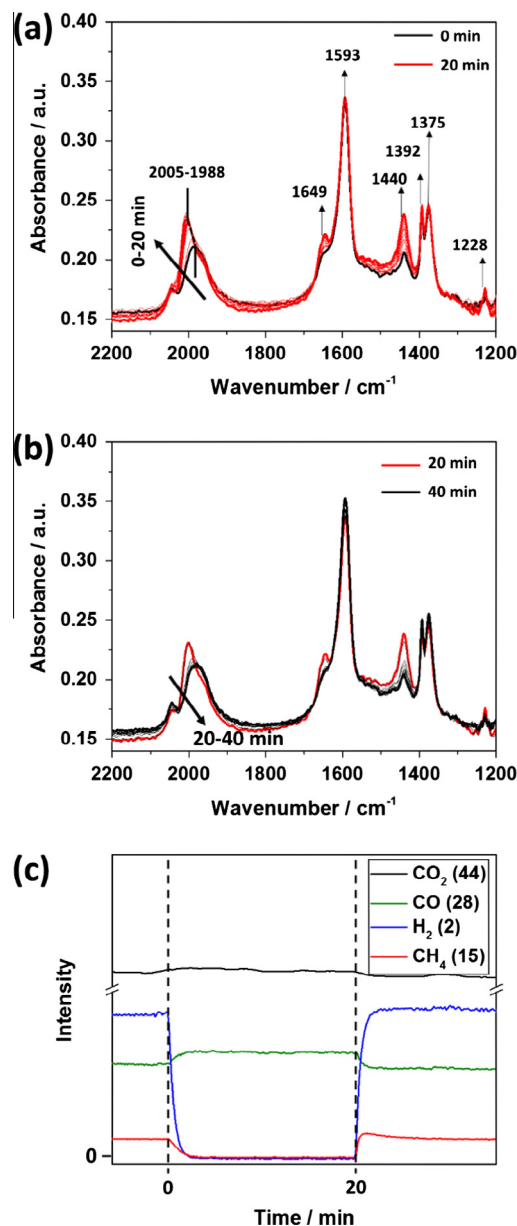 (a)
0.40
0 min
20 min
1593
0.35
Absorbance / a.u.
0.30
1375
1392
2005-1988
1649
1440
0.25
0-20 min
1228
0.20
0.15
2200 2000 1800 1600 1400 1200
Wavenumber / cm⁻¹
(b)
0.40
20 min
40 min
0.35
Absorbance / a.u.
0.30
0.25
0.20
0.15
20-40 min
2200 2000 1800 1600 1400 1200
Wavenumber / cm⁻¹
(c)
CO₂ (44)
CO (28)
H₂ (2)
CH₄ (15)
Intensity
0
0 20
Time / min